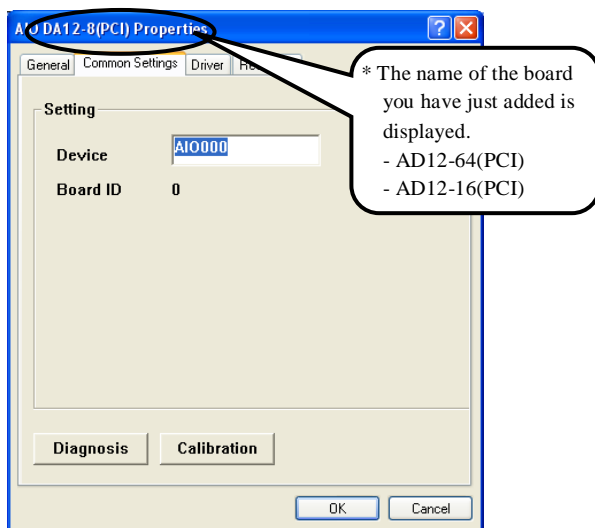 AIO DA12-8(PCI) Properties
General Common Settings Driver
* The name of the board
you have just added is
displayed.
- AD12-64(PCI)
- AD12-16(PCI)
Setting
Device AIO000
Board ID 0
Diagnosis Calibration
OK Cancel